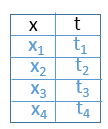 x t
x₁ t₁
x₂ t₂
x₃ t₃
x₄ t₄